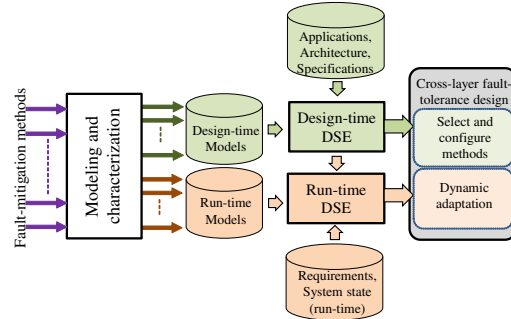 Fault-mitigation methods
Modeling and
characterization
Applications,
Architecture,
Specifications
Design-time
Models
Design-time
DSE
Run-time
Models
Run-time
DSE
Requirements,
System state
(run-time)
Cross-layer fault-
tolerance design
Select and
configure
methods
Dynamic
adaptation